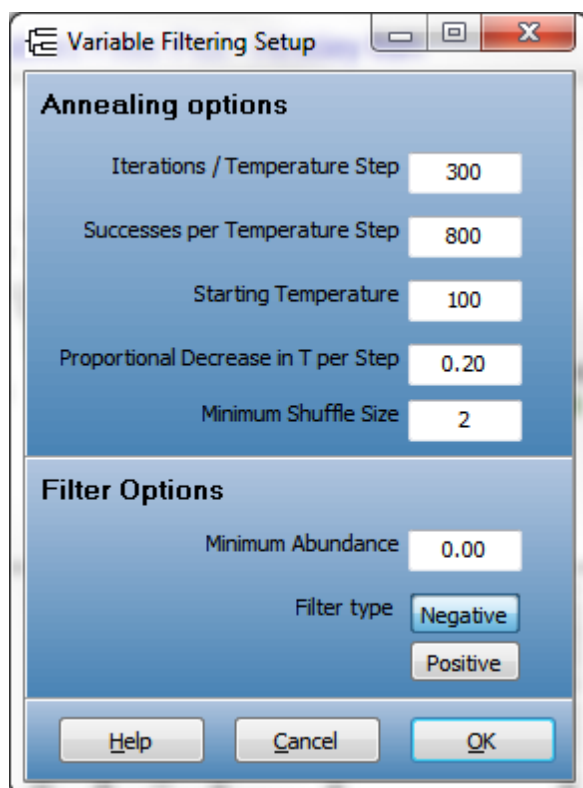 Variable Filtering Setup
Annealing options
Iterations / Temperature Step 300
Successes per Temperature Step 800
Starting Temperature 100
Proportional Decrease in T per Step 0.20
Minimum Shuffle Size 2
Filter Options
Minimum Abundance 0.00
Filter type Negative
Positive
Help Cancel OK